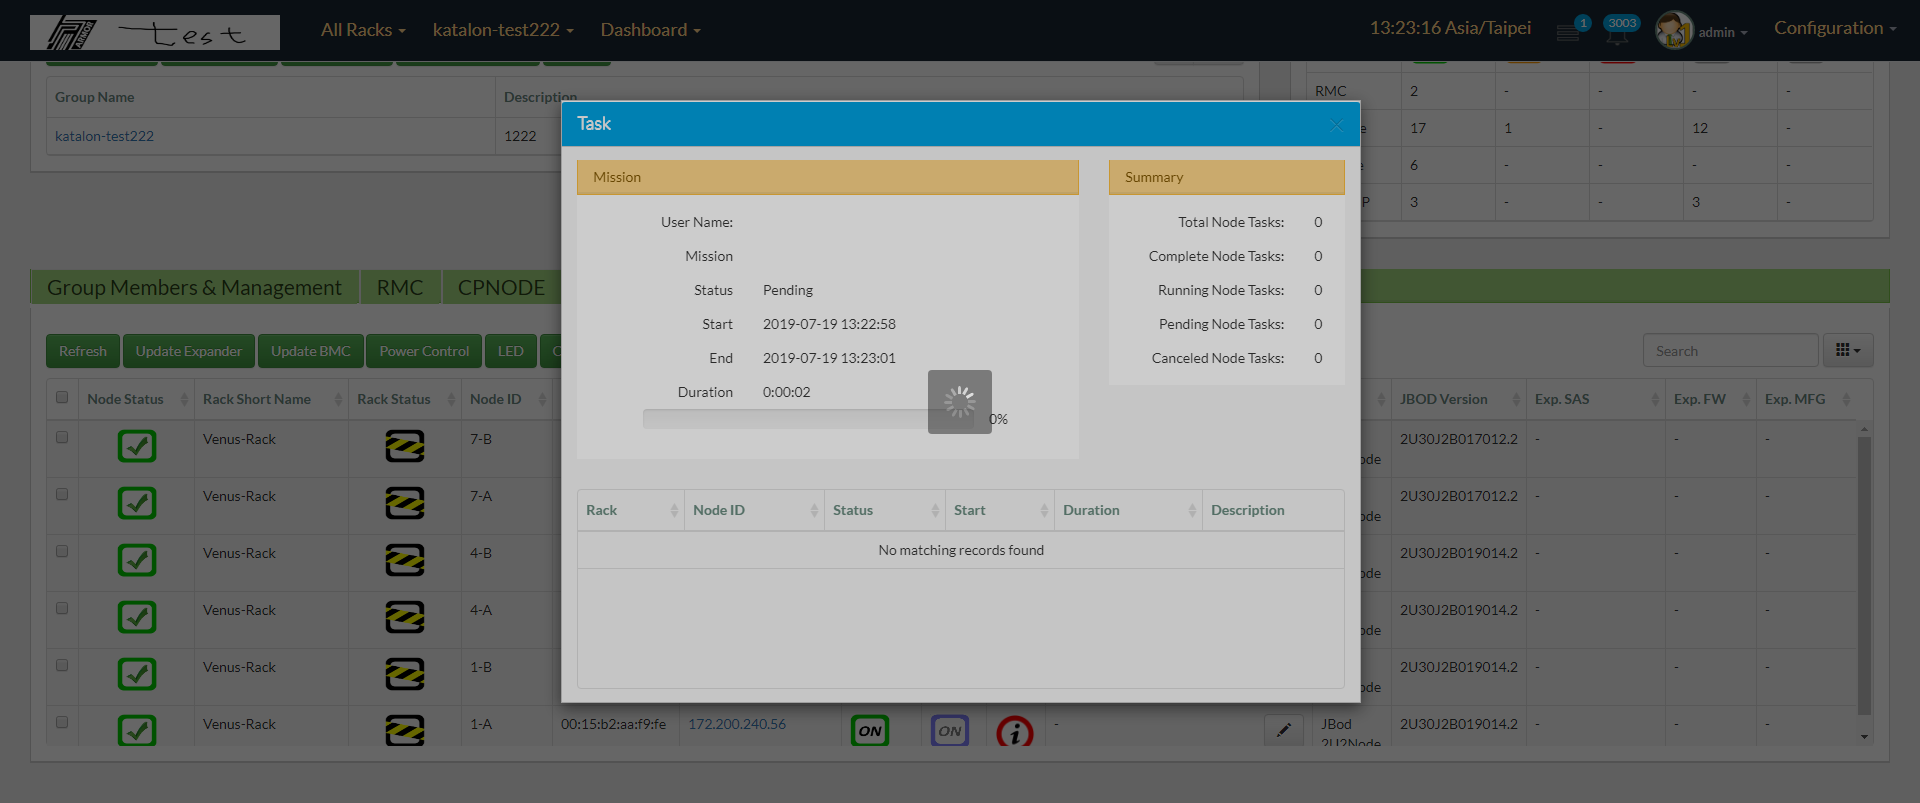 ARMOR test All Racks katalon-test222 Dashboard 13:23:16 Asia/Taipei 1 3003 admin Configuration
Group Name Description
katalon-test222 1222
RMC 2 - - - -
17 1 - 12 -
6 - - - -
P 3 - - 3 -
Task
Mission
User Name:
Mission
Status Pending
Start 2019-07-19 13:22:58
End 2019-07-19 13:23:01
Duration 0:00:02
0%
Summary
Total Node Tasks: 0
Complete Node Tasks: 0
Running Node Tasks: 0
Pending Node Tasks: 0
Canceled Node Tasks: 0
Rack Node ID Status Start Duration Description
No matching records found
Group Members & Management RMC CPNODE
Refresh Update Expander Update BMC Power Control LED Search
Node Status Rack Short Name Rack Status Node ID JBOD Version Exp. SAS Exp. FW Exp. MFG
Venus-Rack 7-B ode 2U30J2B017012.2 - - -
Venus-Rack 7-A ode 2U30J2B017012.2 - - -
Venus-Rack 4-B ode 2U30J2B019014.2 - - -
Venus-Rack 4-A ode 2U30J2B019014.2 - - -
Venus-Rack 1-B ode 2U30J2B019014.2 - - -
Venus-Rack 1-A 00:15:b2:aa:f9:fe 172.200.240.56 ON ON i - JBod 2U30J2B019014.2 - - -
2U2Node